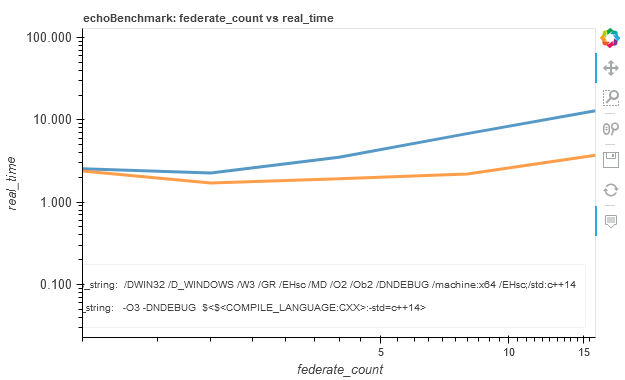 echoBenchmark: federate_count vs real_time
100.000
10.000
1.000
0.100
real_time
_string: /DWIN32 /D_WINDOWS /W3 /GR /EHsc /MD /O2 /Ob2 /DNDEBUG /machine:x64 /EHsc;/std:c++14
_string: -O3 -DNDEBUG $<$<COMPILE_LANGUAGE:CXX>:-std=c++14>
5
10
15
federate_count